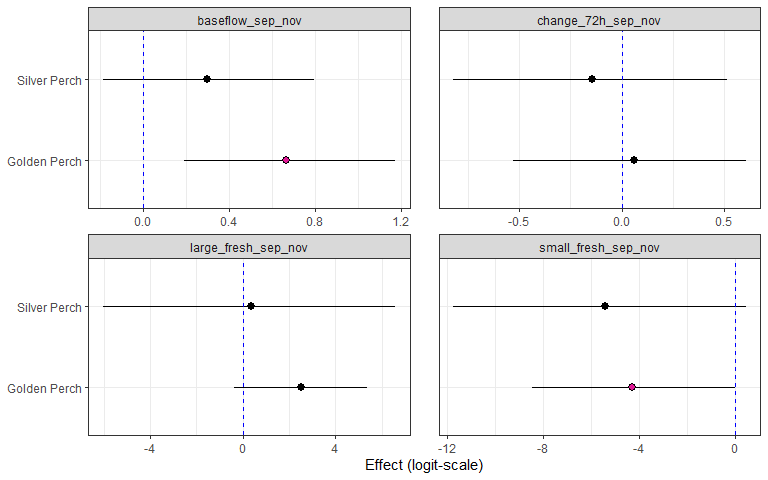 baseflow_sep_nov
change_72h_sep_nov
Silver Perch
Golden Perch
0.0 0.4 0.8 1.2
-0.5 0.0 0.5
large_fresh_sep_nov
small_fresh_sep_nov
Silver Perch
Golden Perch
-4 0 4
-12 -8 -4 0
Effect (logit-scale)